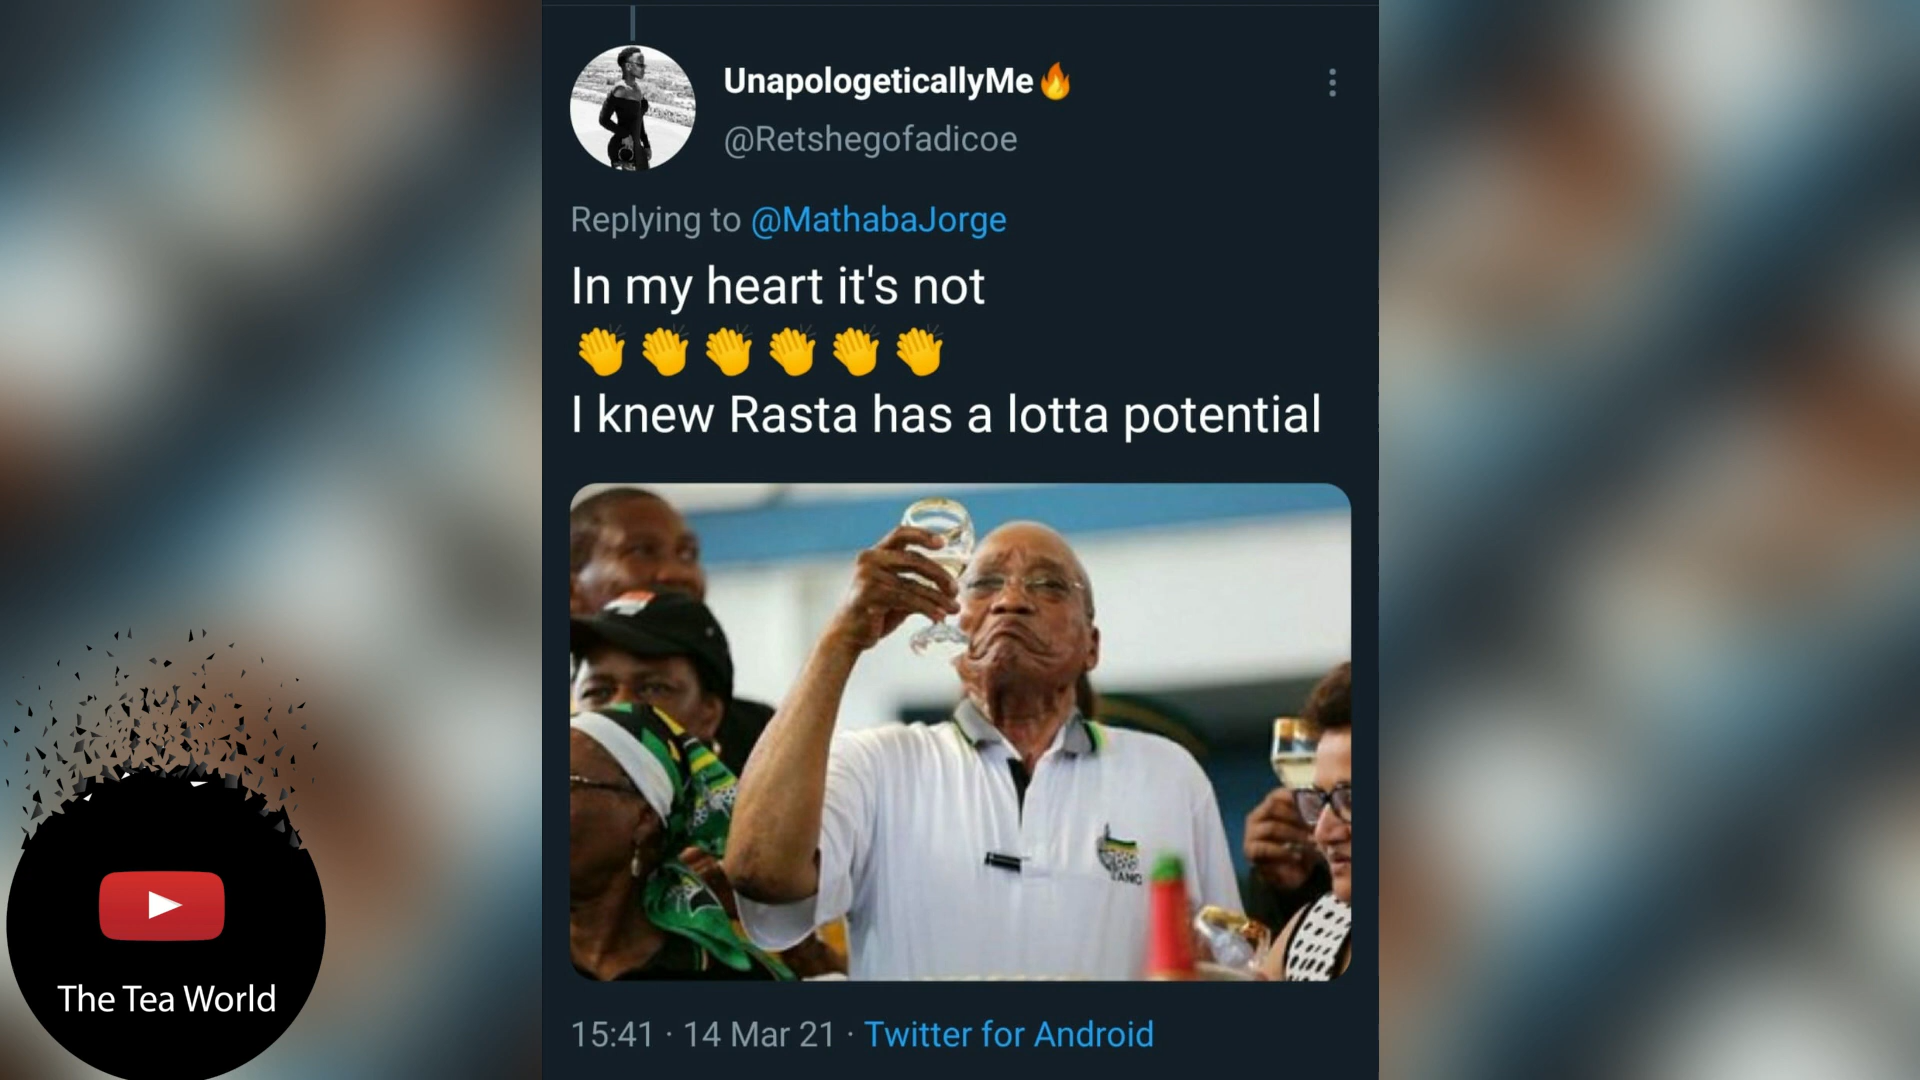 UnapologeticallyMe🔥
@Retshegofadicoe
Replying to @MathabaJorge
In my heart it's not
👏👏👏👏👏👏
I knew Rasta has a lotta potential
ANC
15:41 · 14 Mar 21 · Twitter for Android
The Tea World